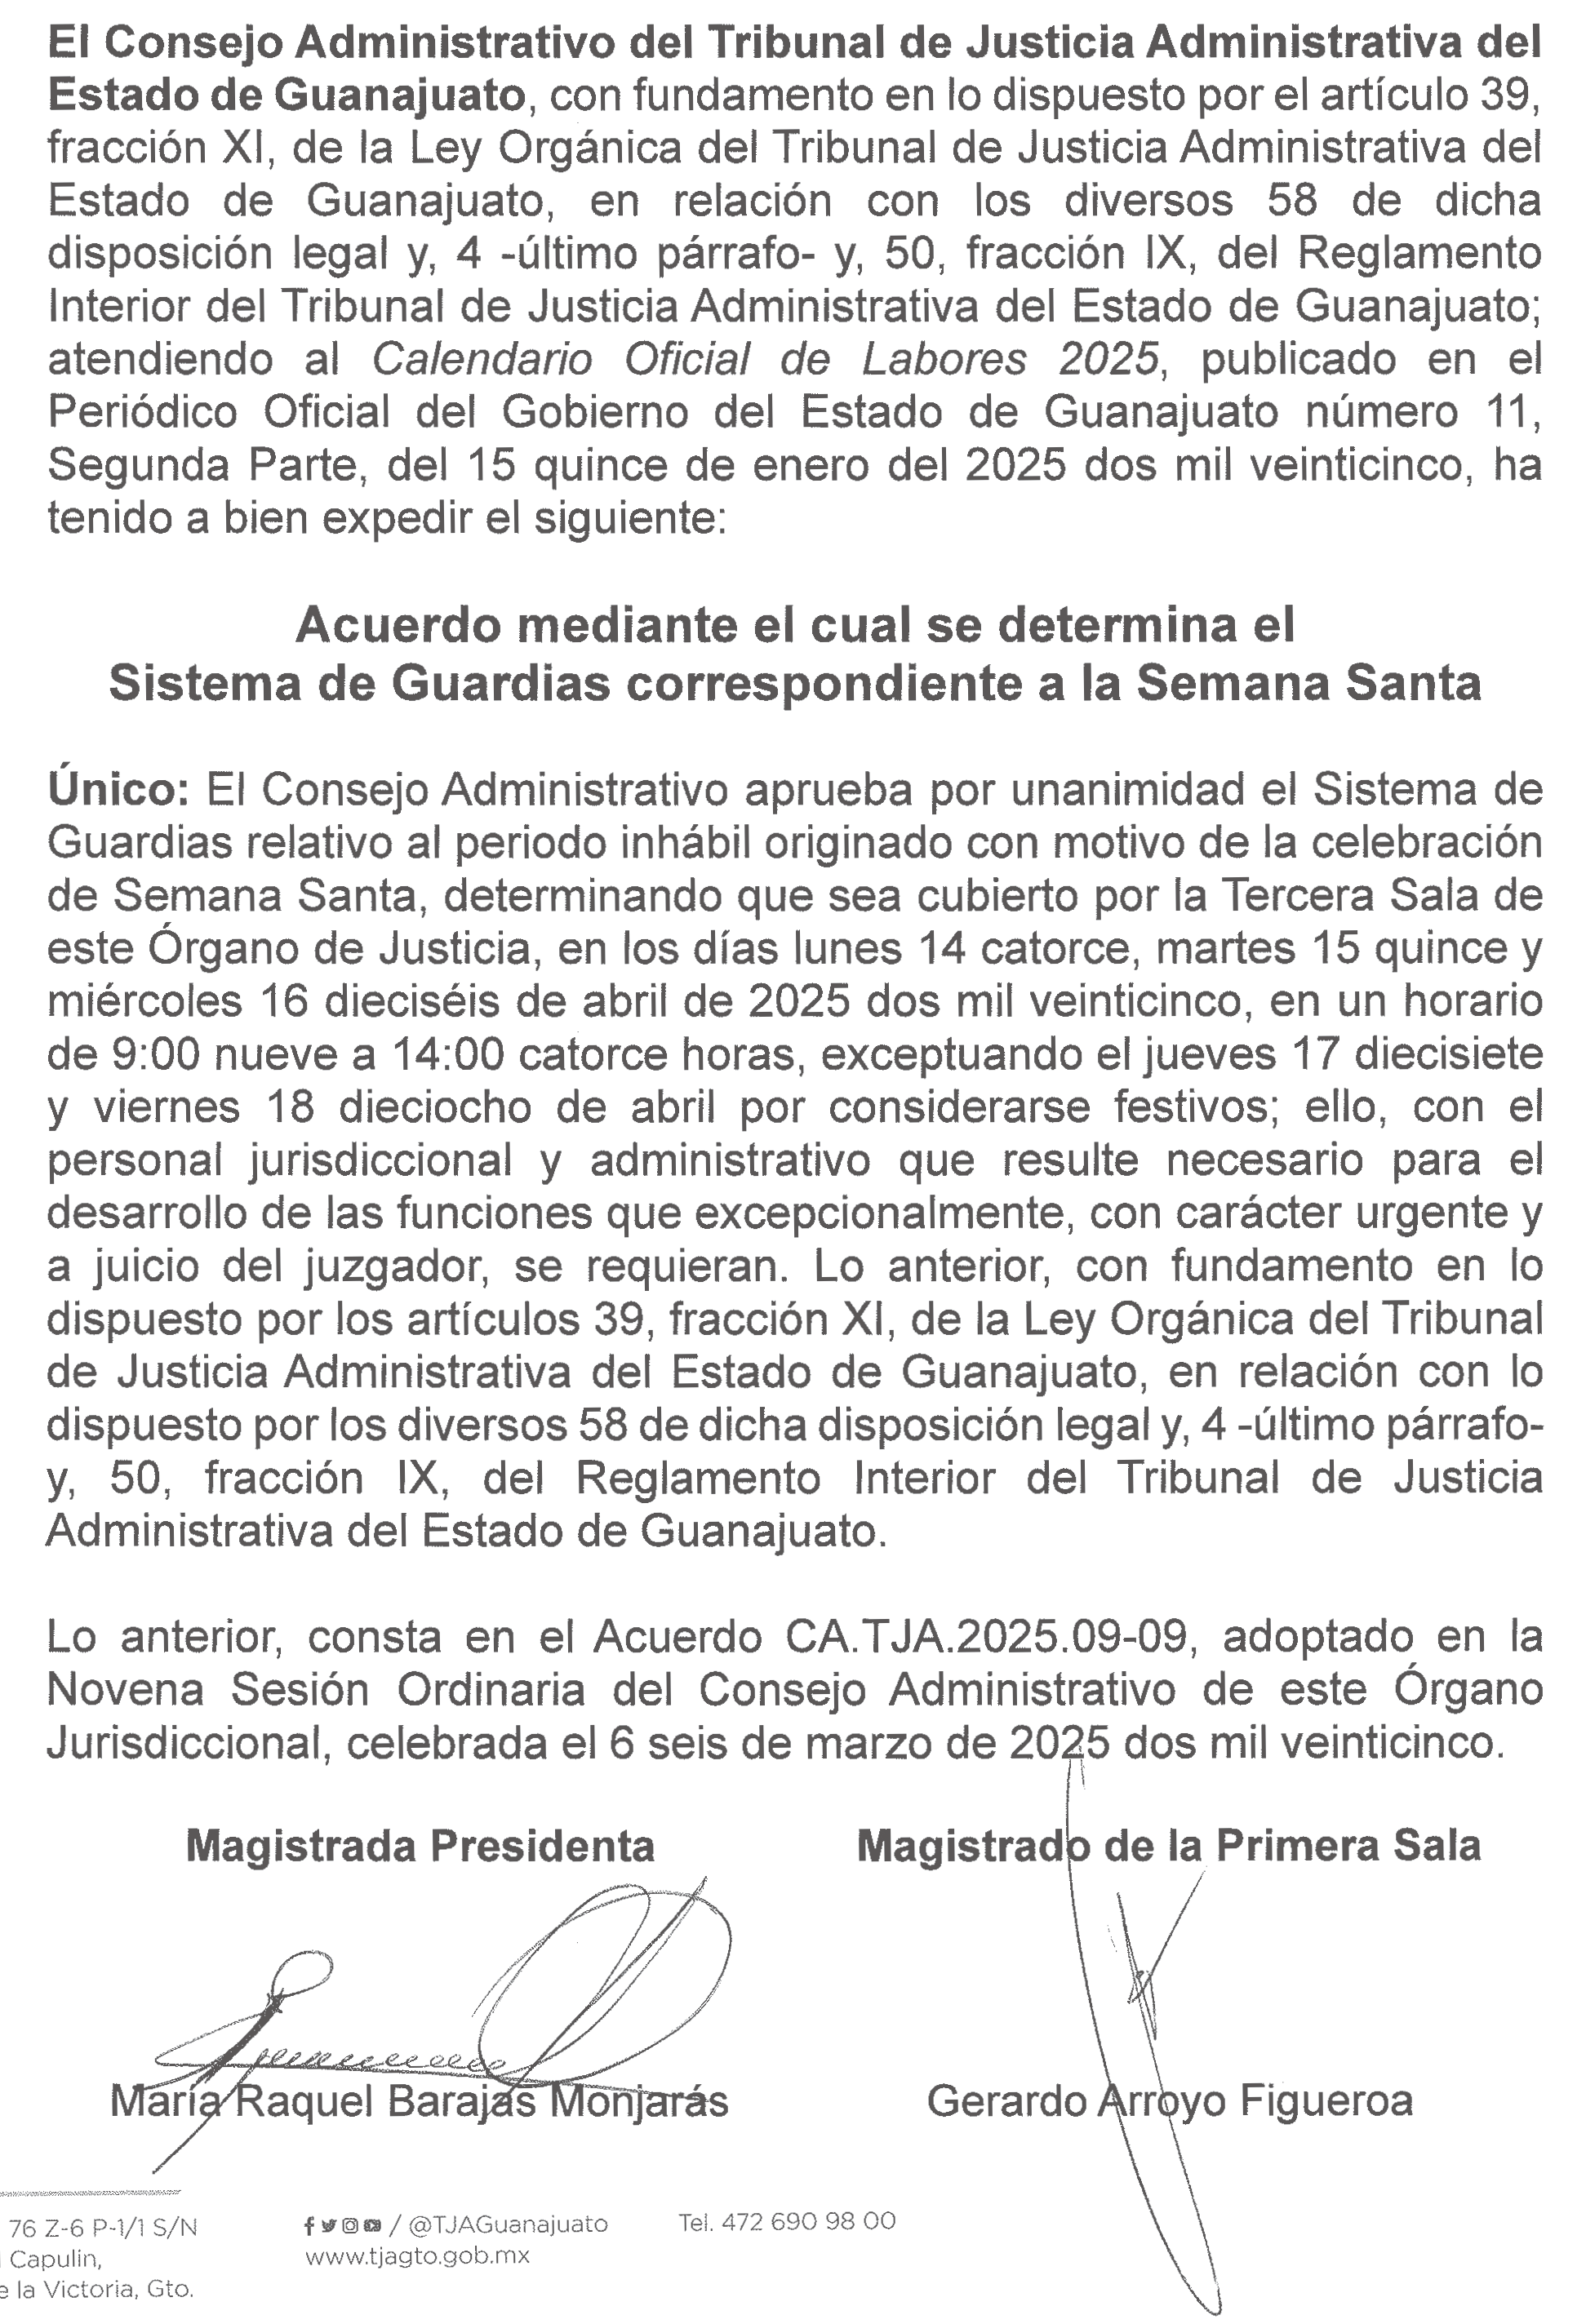 El Consejo Administrativo del Tribunal de Justicia Administrativa del
Estado de Guanajuato, con fundamento en lo dispuesto por el artículo 39,
fracción XI, de la Ley Orgánica del Tribunal de Justicia Administrativa del
Estado de Guanajuato, en relación con los diversos 58 de dicha
disposición legal y, 4 -último párrafo- y, 50, fracción IX, del Reglamento
Interior del Tribunal de Justicia Administrativa del Estado de Guanajuato;
atendiendo al Calendario Oficial de Labores 2025, publicado en el
Periódico Oficial del Gobierno del Estado de Guanajuato número 11,
Segunda Parte, del 15 quince de enero del 2025 dos mil veinticinco, ha
tenido a bien expedir el siguiente:
Acuerdo mediante el cual se determina el
Sistema de Guardias correspondiente a la Semana Santa
Único: El Consejo Administrativo aprueba por unanimidad el Sistema de
Guardias relativo al periodo inhábil originado con motivo de la celebración
de Semana Santa, determinando que sea cubierto por la Tercera Sala de
este Órgano de Justicia, en los días lunes 14 catorce, martes 15 quince y
miércoles 16 dieciséis de abril de 2025 dos mil veinticinco, en un horario
de 9:00 nueve a 14:00 catorce horas, exceptuando el jueves 17 diecisiete
y viernes 18 dieciocho de abril por considerarse festivos; ello, con el
personal jurisdiccional y administrativo que resulte necesario para el
desarrollo de las funciones que excepcionalmente, con carácter urgente y
a juicio del juzgador, se requieran. Lo anterior, con fundamento en lo
dispuesto por los artículos 39, fracción XI, de la Ley Orgánica del Tribunal
de Justicia Administrativa del Estado de Guanajuato, en relación con lo
dispuesto por los diversos 58 de dicha disposición legal y, 4 -último párrafo-
y, 50, fracción IX, del Reglamento Interior del Tribunal de Justicia
Administrativa del Estado de Guanajuato.
Lo anterior, consta en el Acuerdo CA.TJA.2025.09-09, adoptado en la
Novena Sesión Ordinaria del Consejo Administrativo de este Órgano
Jurisdiccional, celebrada el 6 seis de marzo de 2025 dos mil veinticinco.
Magistrada Presidenta
Magistrado de la Primera Sala
María Raquel Barajas Monjarás
Gerardo Arroyo Figueroa
76 Z-6 P-1/1 S/N
Capulin,
e la Victoria, Gto.
/ @TJAGuanajuato
www.tjagto.gob.mx
Tel. 472 690 98 00